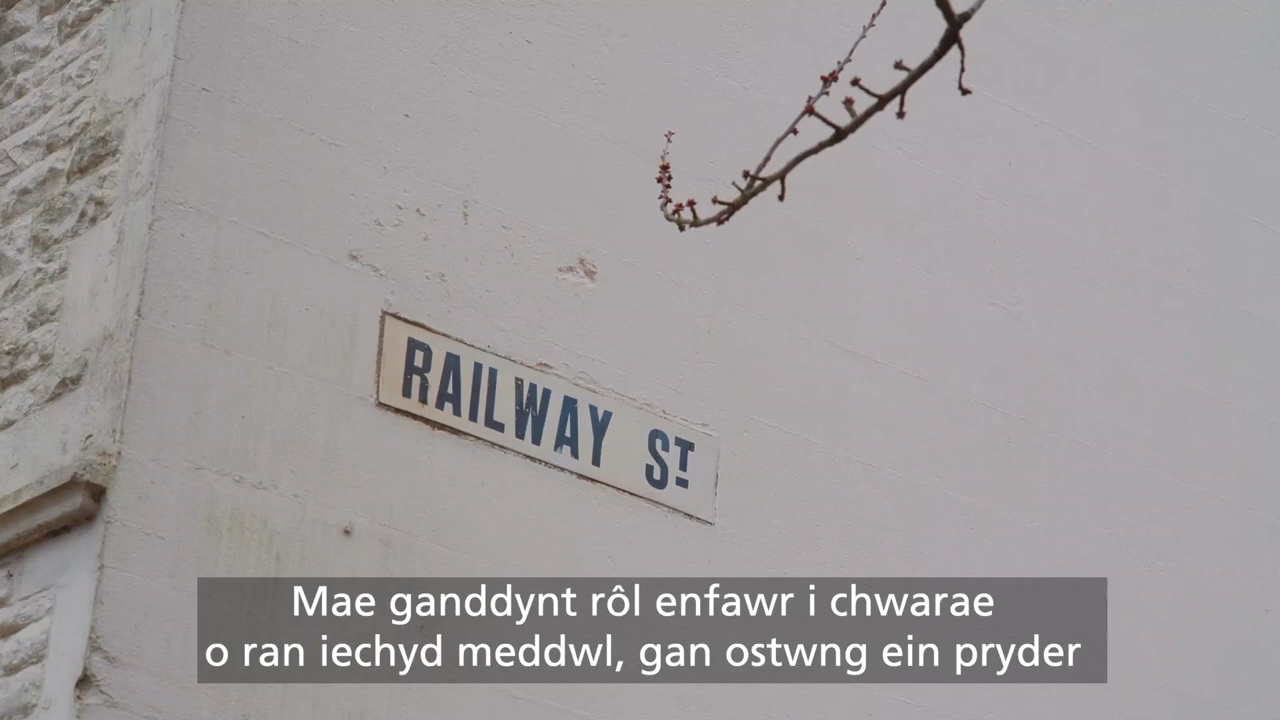 RAILWAY ST
Mae ganddynt rôl enfawr i chwarae
o ran iechyd meddwl, gan ostwng ein pryder